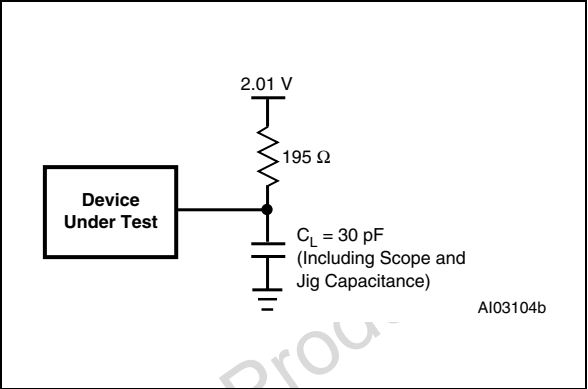 2.01 V
195 Ω
Device
Under Test
C_L = 30 pF
(Including Scope and
Jig Capacitance)
AI03104b